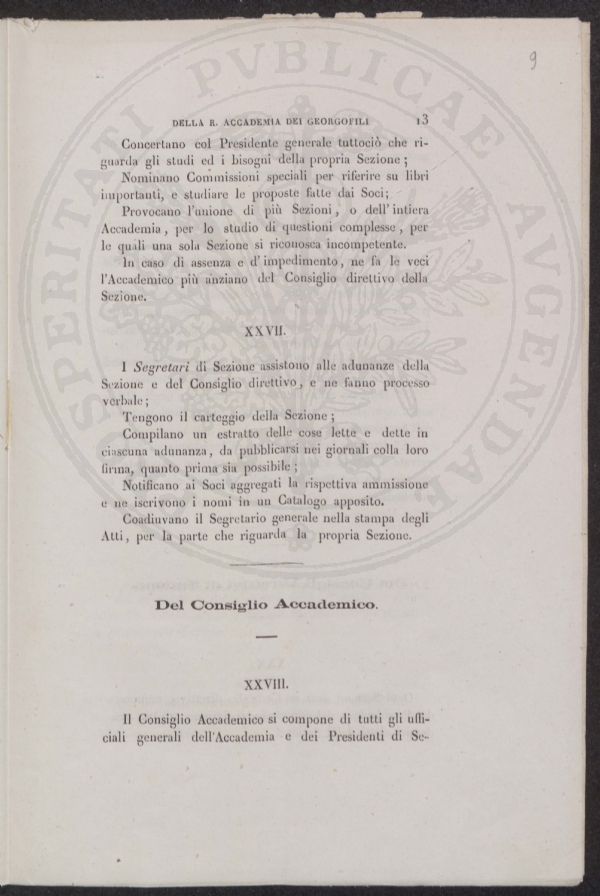 9
DELLA R. ACCADEMIA DEI GEORGOFILI 13
Concertano col Presidente generale tuttociò che ri-
guarda gli studi ed i bisogni della propria Sezione ;
Nominano Commissioni speciali per riferire su libri
importanti, e studiare le proposte fatte dai Soci;
Provocano l'unione di più Sezioni, o dell'intiera
Accademia, per lo studio di questioni complesse, per
le quali una sola Sezione si riconosca incompetente.
In caso di assenza e d'impedimento, ne fa le veci
l'Accademico più anziano del Consiglio direttivo della
Sezione.
XXVII.
I Segretari di Sezione assistono alle adunanze della
Sezione e del Consiglio direttivo, e ne fanno processo
verbale ;
Tengono il carteggio della Sezione ;
Compilano un estratto delle cose lette e dette in
ciascuna adunanza, da pubblicarsi nei giornali colla loro
firma, quanto prima sia possibile ;
Notificano ai Soci aggregati la rispettiva ammissione
e ne iscrivono i nomi in un Catalogo apposito.
Coadiuvano il Segretario generale nella stampa degli
Atti, per la parte che riguarda la propria Sezione.
Del Consiglio Accademico.
XXVIII.
Il Consiglio Accademico si compone di tutti gli uffi-
ciali generali dell'Accademia e dei Presidenti di Se-
PROSPERITATI PVBLICAE AVGENDAE